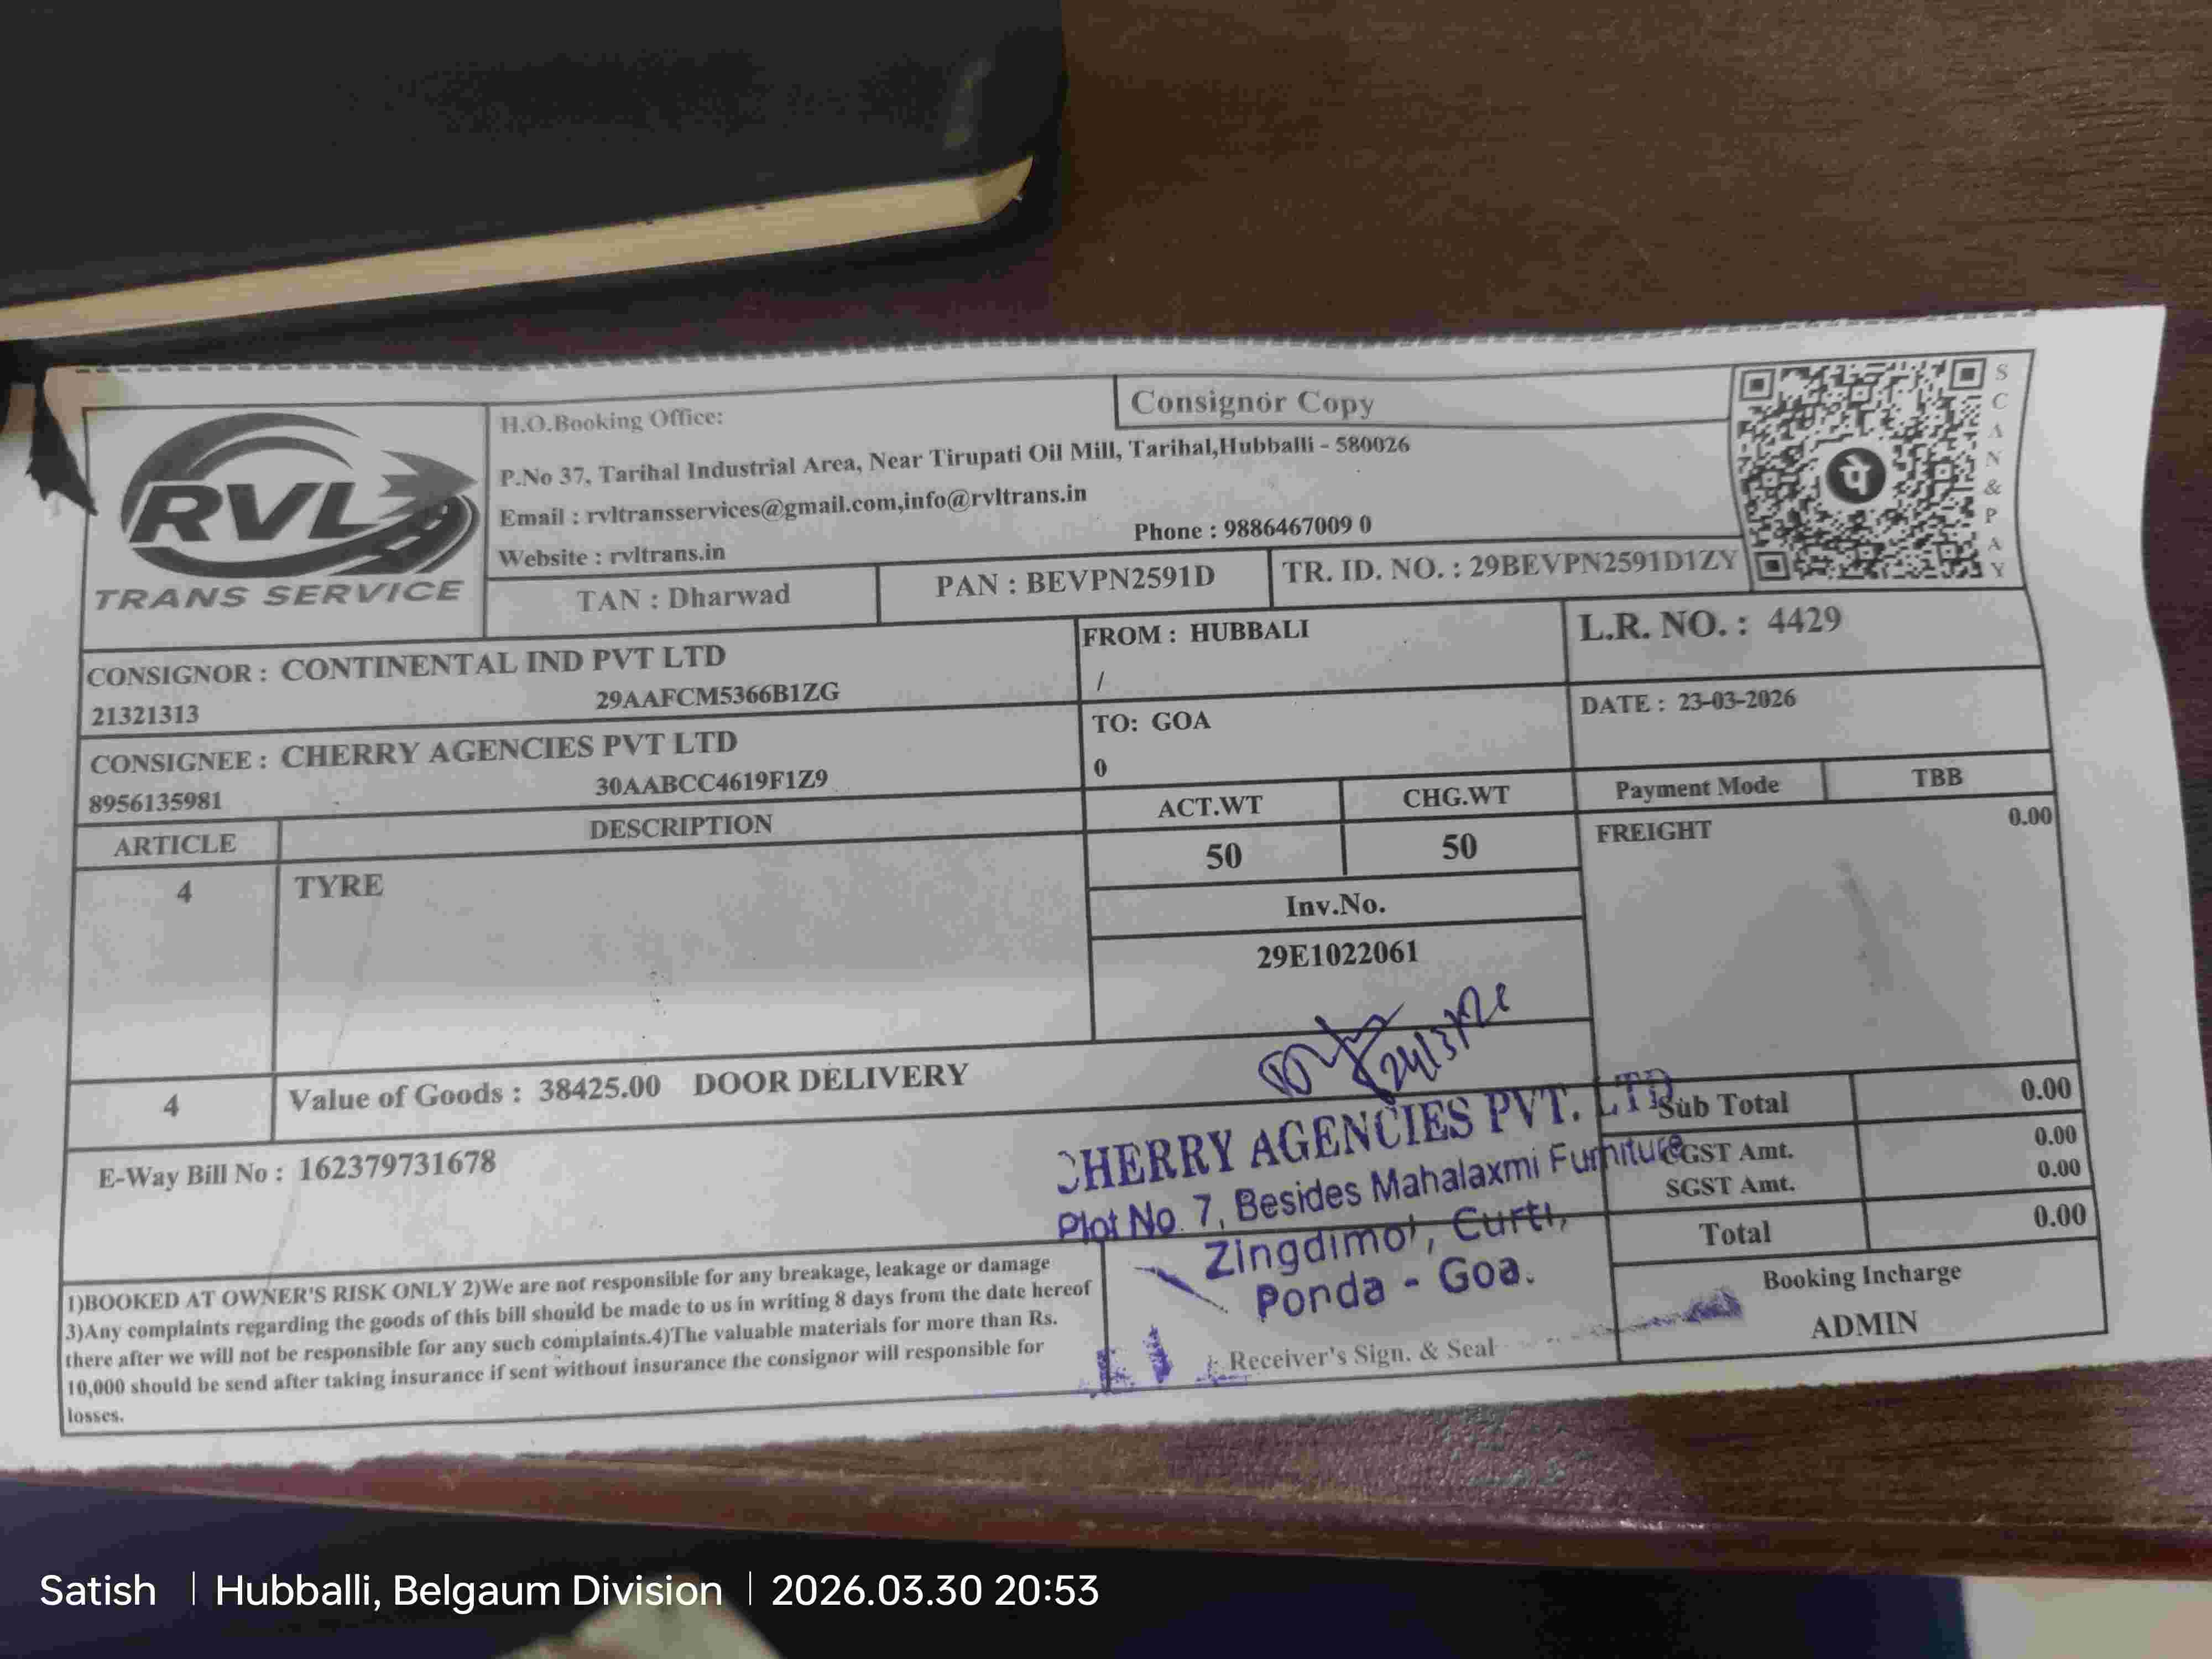 RVL
TRANS SERVICE
H.O.Booking Office:
Consignor Copy
P.No 37, Tarihal Industrial Area, Near Tirupati Oil Mill, Tarihal,Hubballi - 580026
Email : rvltransservices@gmail.com,info@rvltrans.in
Phone : 9886467009 0
Website : rvltrans.in
TAN : Dharwad
PAN : BEVPN2591D
TR. ID. NO. : 29BEVPN2591D1ZY
पे
SCAN&PAY
CONSIGNOR : CONTINENTAL IND PVT LTD
21321313 29AAFCM5366B1ZG
FROM : HUBBALI
/
L.R. NO. : 4429
CONSIGNEE : CHERRY AGENCIES PVT LTD
8956135981 30AABCC4619F1Z9
TO: GOA
0
DATE : 23-03-2026
ARTICLE DESCRIPTION ACT.WT CHG.WT Payment Mode TBB
4 TYRE 50 50 FREIGHT 0.00
Inv.No.
29E1022061
24/3/26
4 Value of Goods : 38425.00 DOOR DELIVERY
Sub Total 0.00
E-Way Bill No : 162379731678
CGST Amt. 0.00
SGST Amt. 0.00
Total 0.00
CHERRY AGENCIES PVT. LTD
Plot No. 7, Besides Mahalaxmi Furniture
Zingdimol, Curti,
Ponda - Goa.
1)BOOKED AT OWNER'S RISK ONLY 2)We are not responsible for any breakage, leakage or damage
3)Any complaints regarding the goods of this bill should be made to us in writing 8 days from the date hereof
there after we will not be responsible for any such complaints.4)The valuable materials for more than Rs.
10,000 should be send after taking insurance if sent without insurance the consignor will responsible for
losses.
Receiver's Sign. & Seal
Booking Incharge
ADMIN
Satish | Hubballi, Belgaum Division | 2026.03.30 20:53